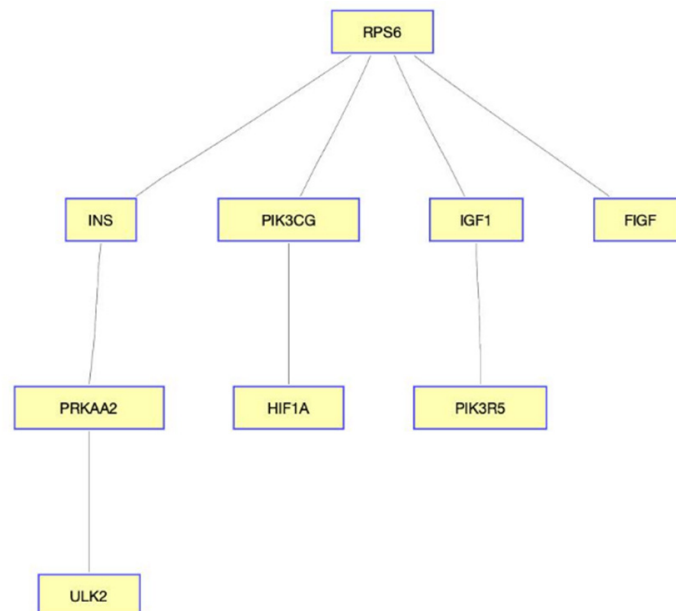 RPS6
INS
PIK3CG
IGF1
FIGF
PRKAA2
HIF1A
PIK3R5
ULK2